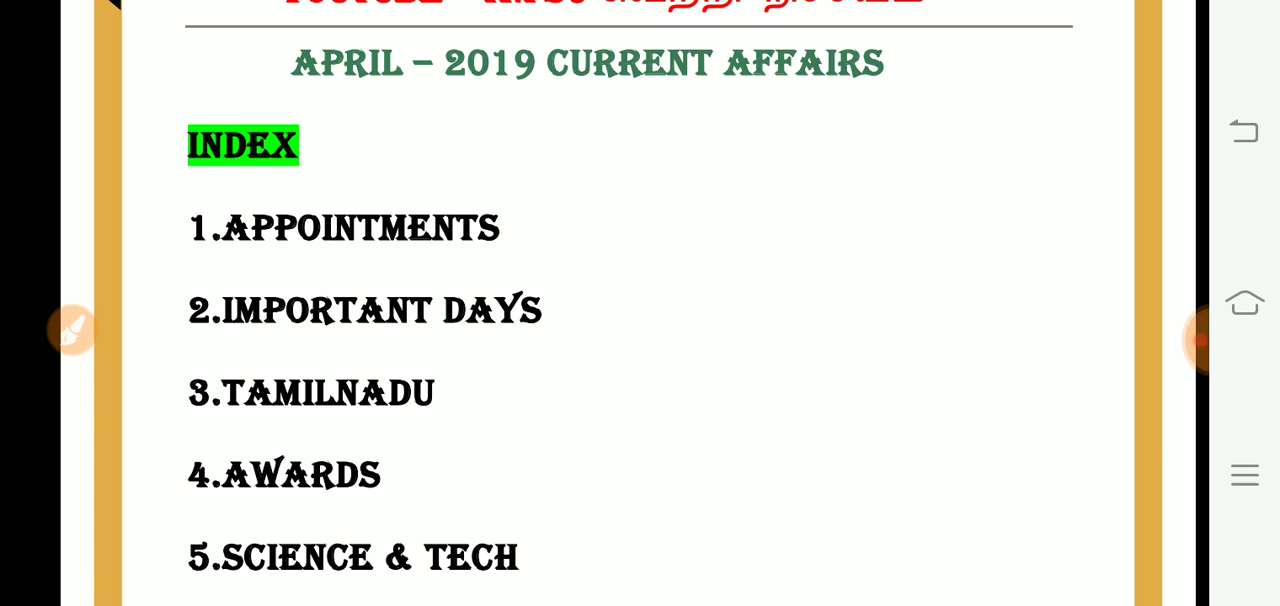 APRIL – 2019 CURRENT AFFAIRS
INDEX
1.APPOINTMENTS
2.IMPORTANT DAYS
3.TAMILNADU
4.AWARDS
5.SCIENCE & TECH